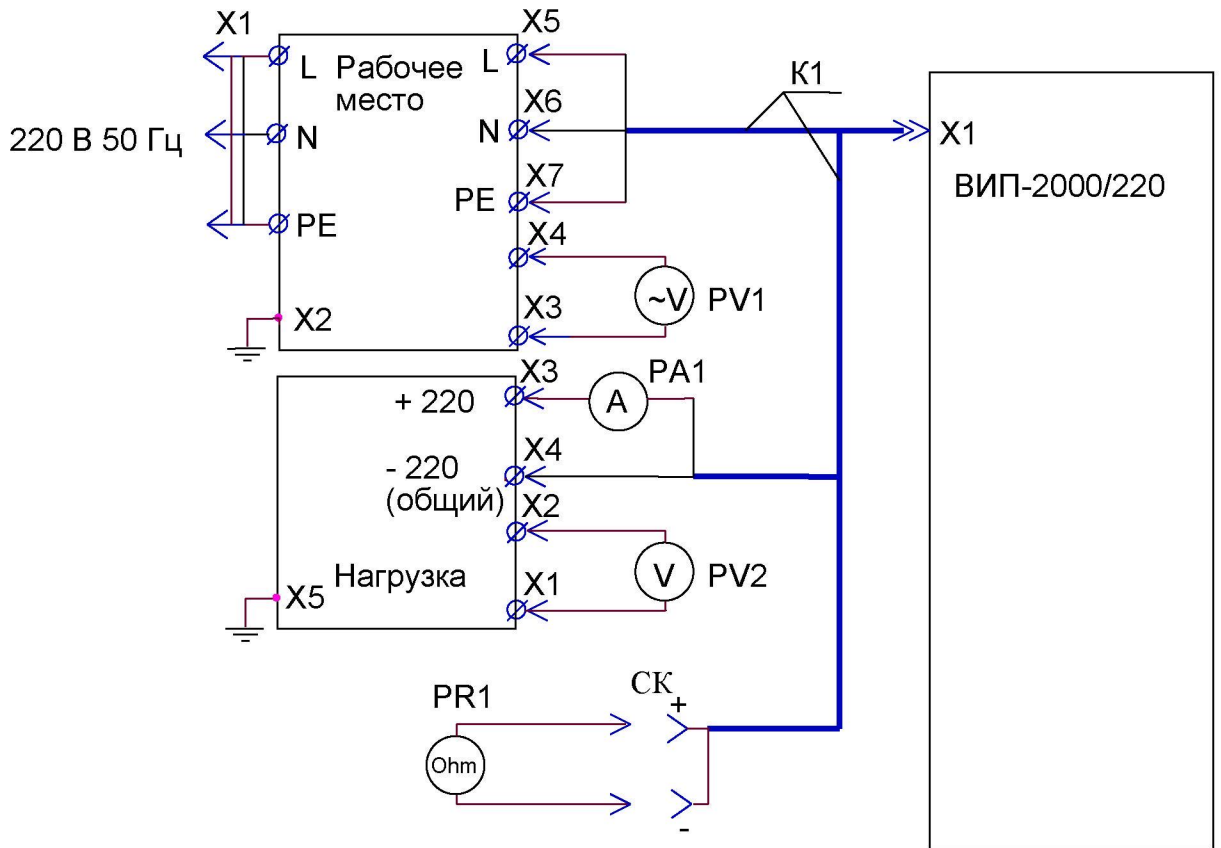 X1
L
Рабочее
место
X5
L
220 В 50 Гц
N
X6
N
PE
X7
PE
X4
~V
PV1
X2
X3
К1
X1
ВИП-2000/220
+ 220
X3
A
PA1
- 220
(общий)
X4
X2
Нагрузка
V
PV2
X5
X1
PR1
Ohm
СК
+
-